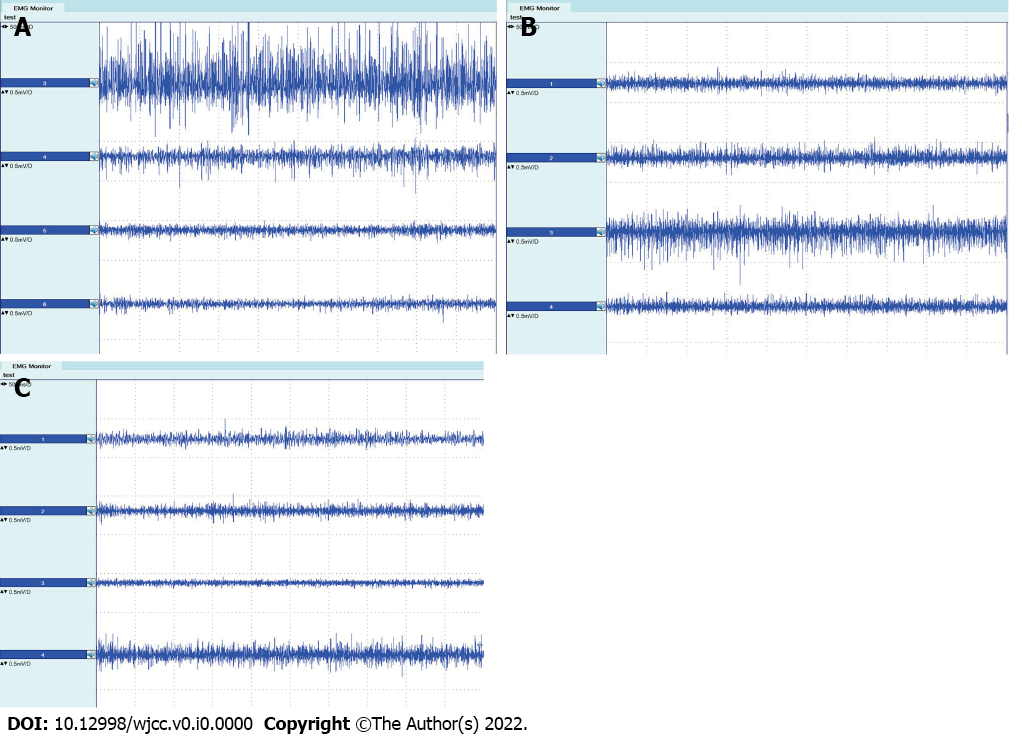 EMG Monitor
test
A
3
0.5mV/D
4
0.5mV/D
5
0.5mV/D
6
0.5mV/D
EMG Monitor
test
B
1
0.5mV/D
2
0.5mV/D
3
0.5mV/D
4
0.5mV/D
EMG Monitor
test
C
1
0.5mV/D
2
0.5mV/D
3
0.5mV/D
4
0.5mV/D
DOI: 10.12998/wjcc.v0.i0.0000 Copyright ©The Author(s) 2022.